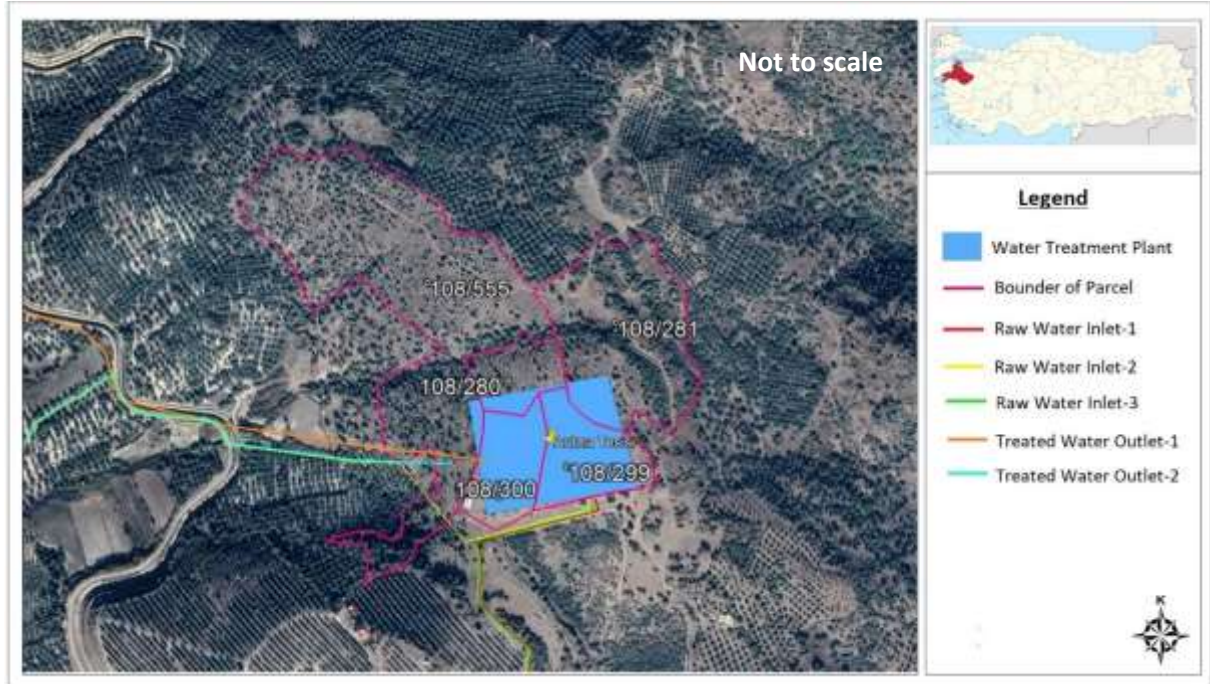 Not to scale
108/555
108/281
108/280
108/300
108/299
Legend
Water Treatment Plant
Bounder of Parcel
Raw Water Inlet-1
Raw Water Inlet-2
Raw Water Inlet-3
Treated Water Outlet-1
Treated Water Outlet-2
K